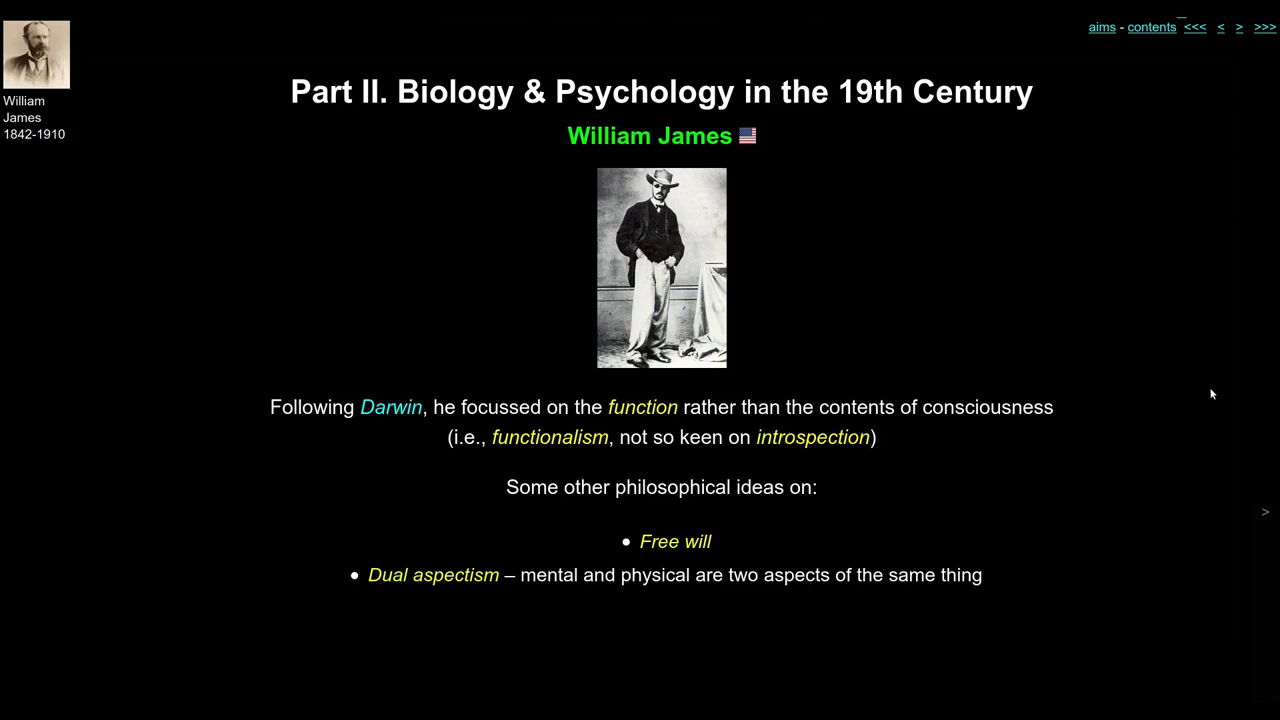 aims - contents <<< < > >>>
William
James
1842-1910
Part II. Biology & Psychology in the 19th Century
William James
Following Darwin, he focussed on the function rather than the contents of consciousness
(i.e., functionalism, not so keen on introspection)
Some other philosophical ideas on:
• Free will
• Dual aspectism – mental and physical are two aspects of the same thing
>